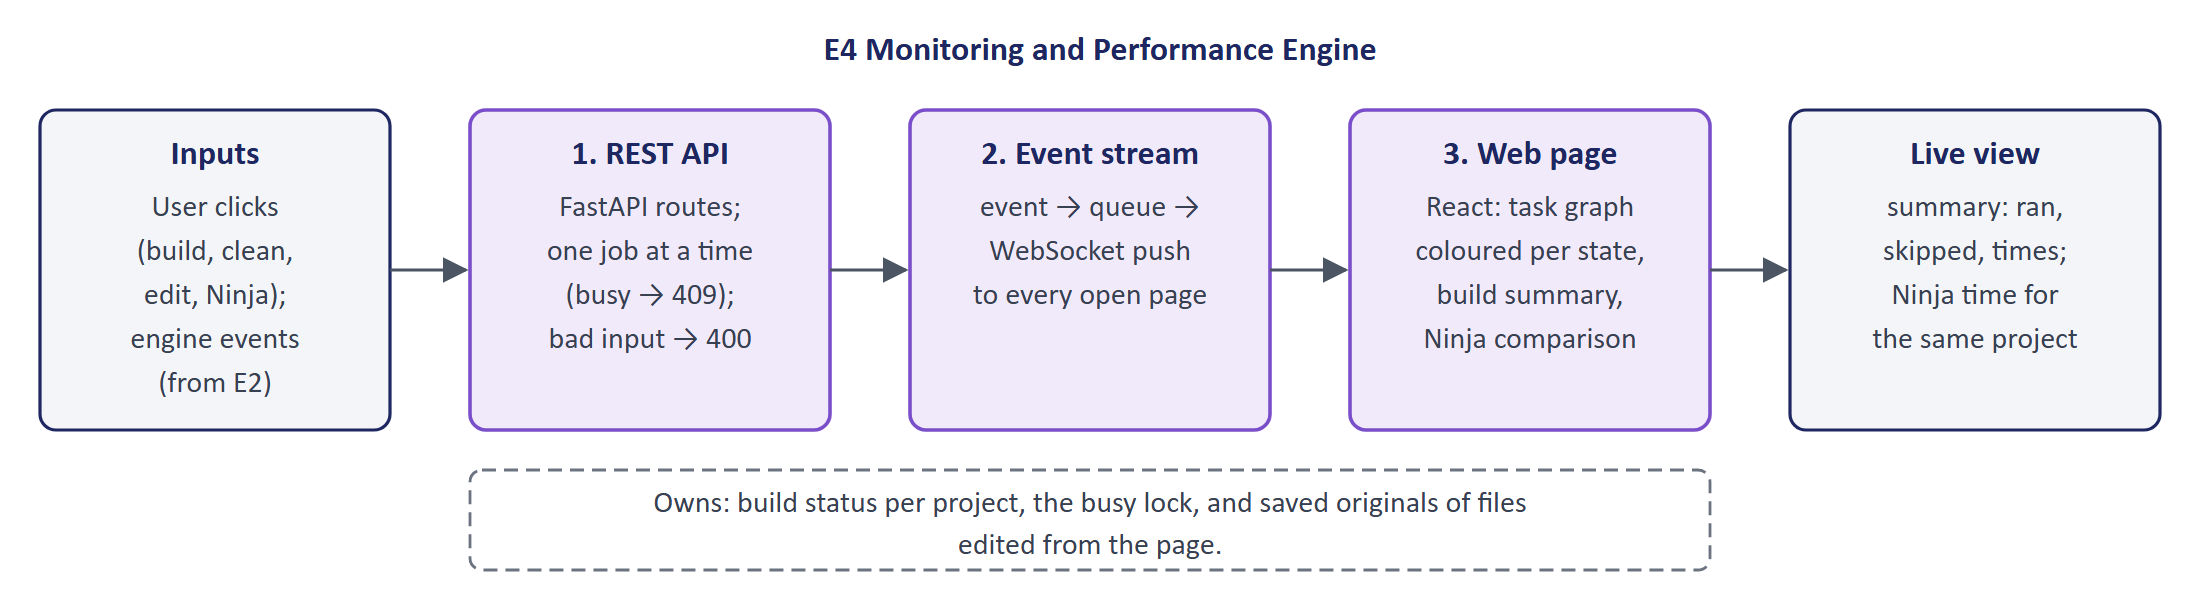 E4 Monitoring and Performance Engine
Inputs
User clicks
(build, clean,
edit, Ninja);
engine events
(from E2)
1. REST API
FastAPI routes;
one job at a time
(busy → 409);
bad input → 400
2. Event stream
event → queue →
WebSocket push
to every open page
3. Web page
React: task graph
coloured per state,
build summary,
Ninja comparison
Live view
summary: ran,
skipped, times;
Ninja time for
the same project
Owns: build status per project, the busy lock, and saved originals of files
edited from the page.